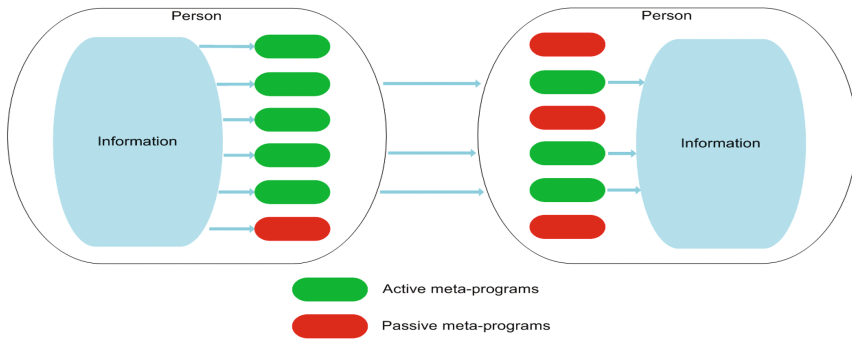 Person
Person
Information
Information
Active meta-programs
Passive meta-programs